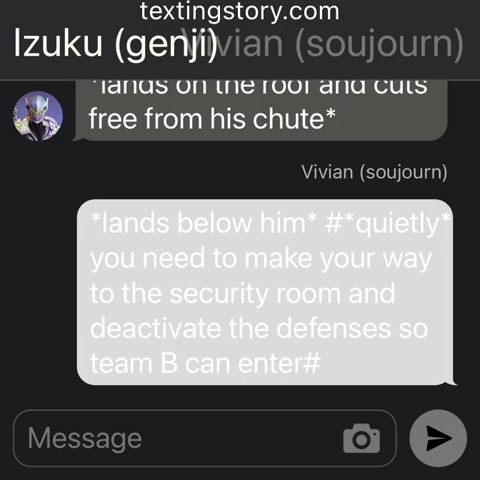 textingstory.com
Izuku (genji) Vivian (soujourn)
*lands on the roof and cuts
free from his chute*
Vivian (soujourn)
*lands below him* #*quietly*
you need to make your way
to the security room and
deactivate the defenses so
team B can enter#
Message